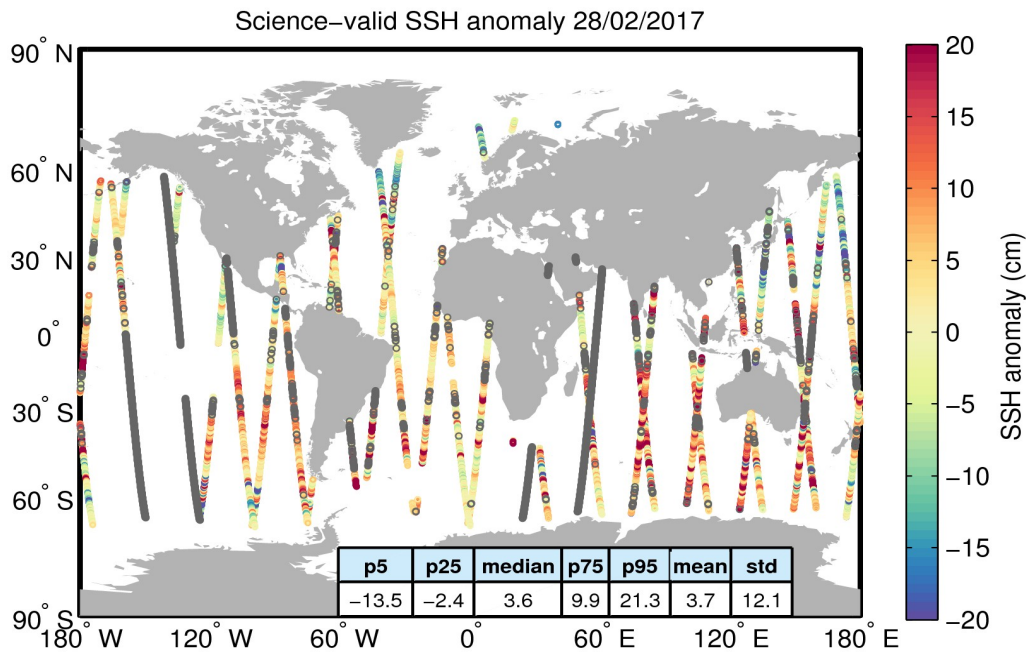 Science−valid SSH anomaly 28/02/2017
90° N
60° N
30° N
0°
30° S
60° S
90° S
180° W
120° W
60° W
0°
60° E
120° E
180° E
p5 p25 median p75 p95 mean std
−13.5 −2.4 3.6 9.9 21.3 3.7 12.1
20
15
10
5
0
−5
−10
−15
−20
SSH anomaly (cm)